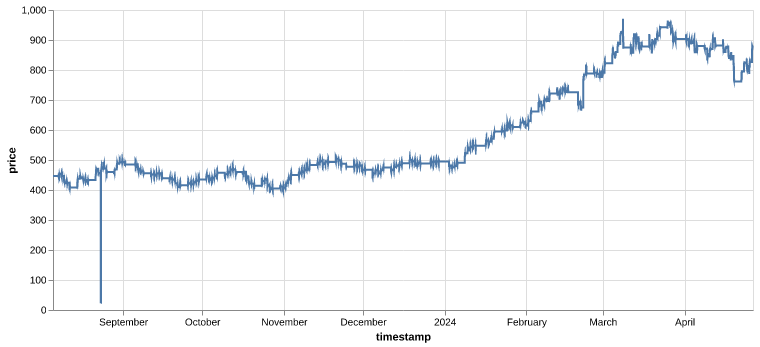 1,000
900
800
700
600
500
400
300
200
100
0
price
September
October
November
December
2024
February
March
April
timestamp